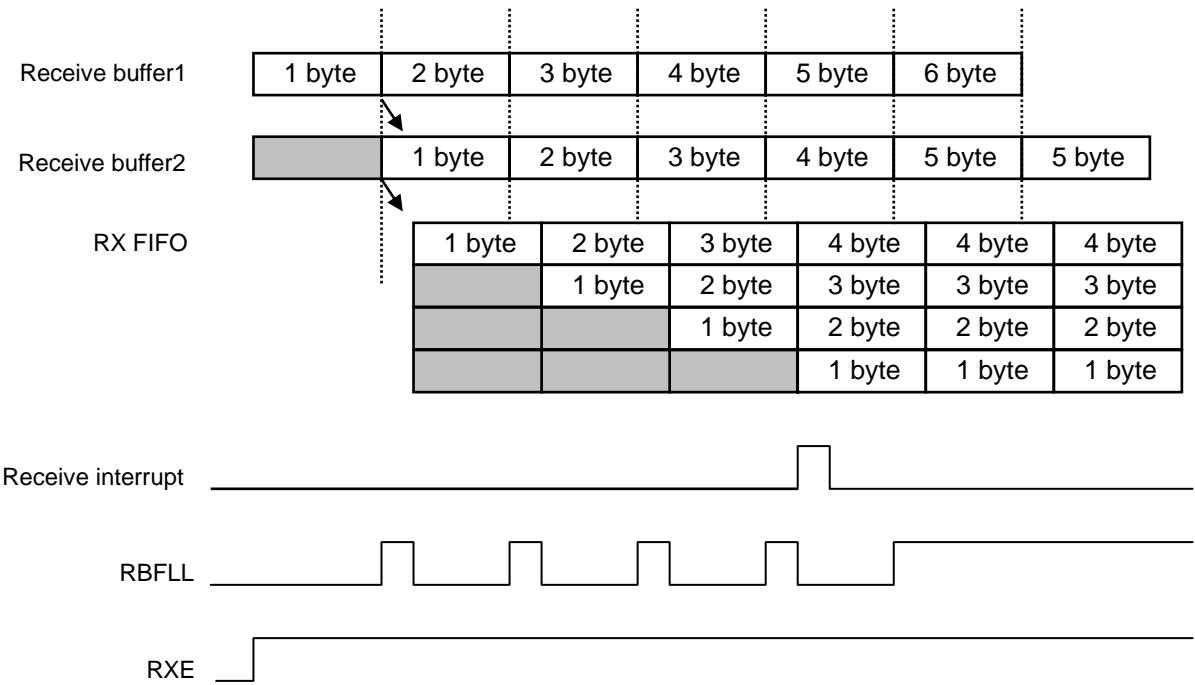 Receive buffer1 1 byte 2 byte 3 byte 4 byte 5 byte 6 byte
Receive buffer2 1 byte 2 byte 3 byte 4 byte 5 byte 5 byte
RX FIFO 1 byte 2 byte 3 byte 4 byte 4 byte 4 byte
1 byte 2 byte 3 byte 3 byte 3 byte
1 byte 2 byte 2 byte 2 byte
1 byte 1 byte 1 byte
Receive interrupt
RBFLL
RXE